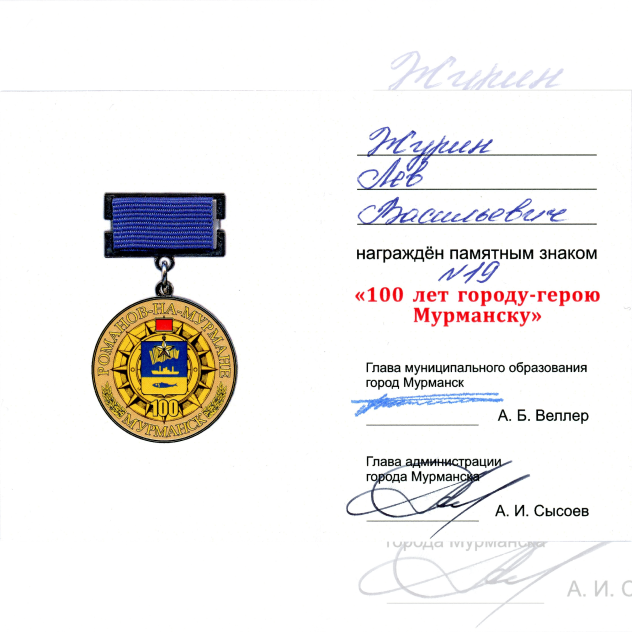 Журин
Журин
Лев
Васильевич
награждён памятным знаком
№19
«100 лет городу-герою
Мурманску»
РОМАНОВ-НА-МУРМАНЕ
100
МУРМАНСК
Глава муниципального образования
город Мурманск
А. Б. Веллер
Глава администрации
города Мурманска
А. И. Сысоев
города Мурманска
А. И. С